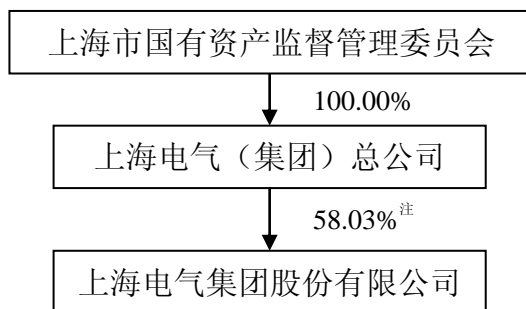 上海市国有资产监督管理委员会
100.00%
上海电气（集团）总公司
58.03%注
上海电气集团股份有限公司